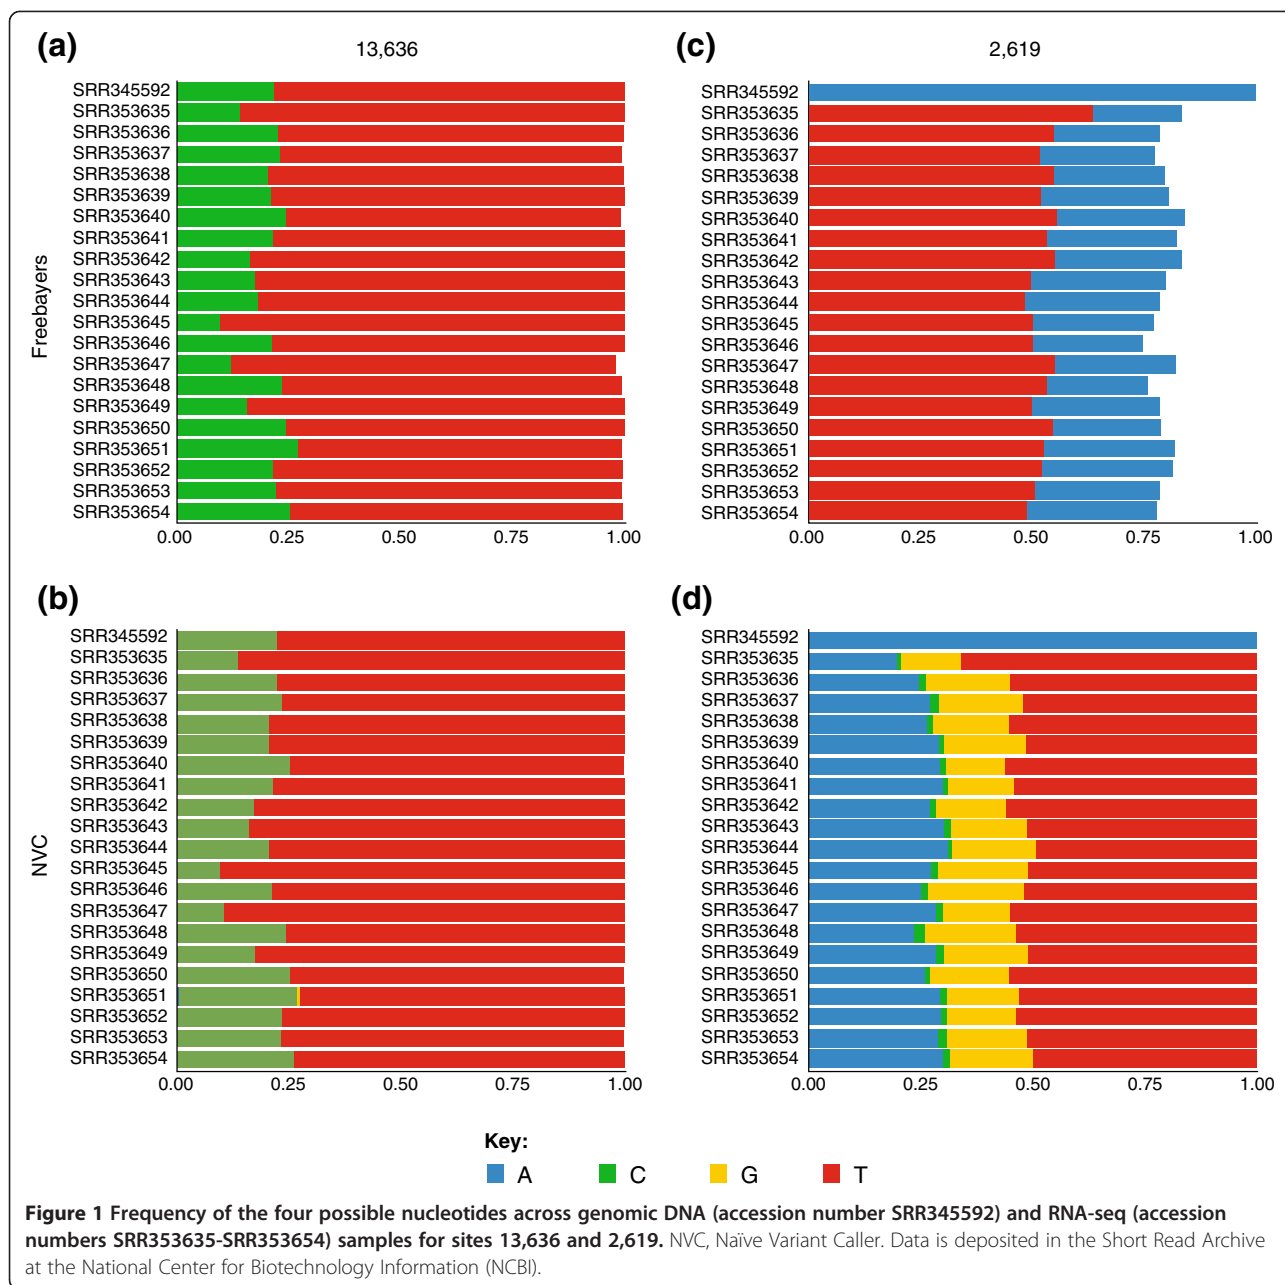 (a)
13,636
Freebayers
SRR345592
SRR353635
SRR353636
SRR353637
SRR353638
SRR353639
SRR353640
SRR353641
SRR353642
SRR353643
SRR353644
SRR353645
SRR353646
SRR353647
SRR353648
SRR353649
SRR353650
SRR353651
SRR353652
SRR353653
SRR353654
0.00 0.25 0.50 0.75 1.00
(c)
2,619
SRR345592
SRR353635
SRR353636
SRR353637
SRR353638
SRR353639
SRR353640
SRR353641
SRR353642
SRR353643
SRR353644
SRR353645
SRR353646
SRR353647
SRR353648
SRR353649
SRR353650
SRR353651
SRR353652
SRR353653
SRR353654
0.00 0.25 0.50 0.75 1.00
(b)
NVC
SRR345592
SRR353635
SRR353636
SRR353637
SRR353638
SRR353639
SRR353640
SRR353641
SRR353642
SRR353643
SRR353644
SRR353645
SRR353646
SRR353647
SRR353648
SRR353649
SRR353650
SRR353651
SRR353652
SRR353653
SRR353654
0.00 0.25 0.50 0.75 1.00
(d)
SRR345592
SRR353635
SRR353636
SRR353637
SRR353638
SRR353639
SRR353640
SRR353641
SRR353642
SRR353643
SRR353644
SRR353645
SRR353646
SRR353647
SRR353648
SRR353649
SRR353650
SRR353651
SRR353652
SRR353653
SRR353654
0.00 0.25 0.50 0.75 1.00
Key:
A C G T
Figure 1 Frequency of the four possible nucleotides across genomic DNA (accession number SRR345592) and RNA-seq (accession
numbers SRR353635-SRR353654) samples for sites 13,636 and 2,619. NVC, Naïve Variant Caller. Data is deposited in the Short Read Archive
at the National Center for Biotechnology Information (NCBI).